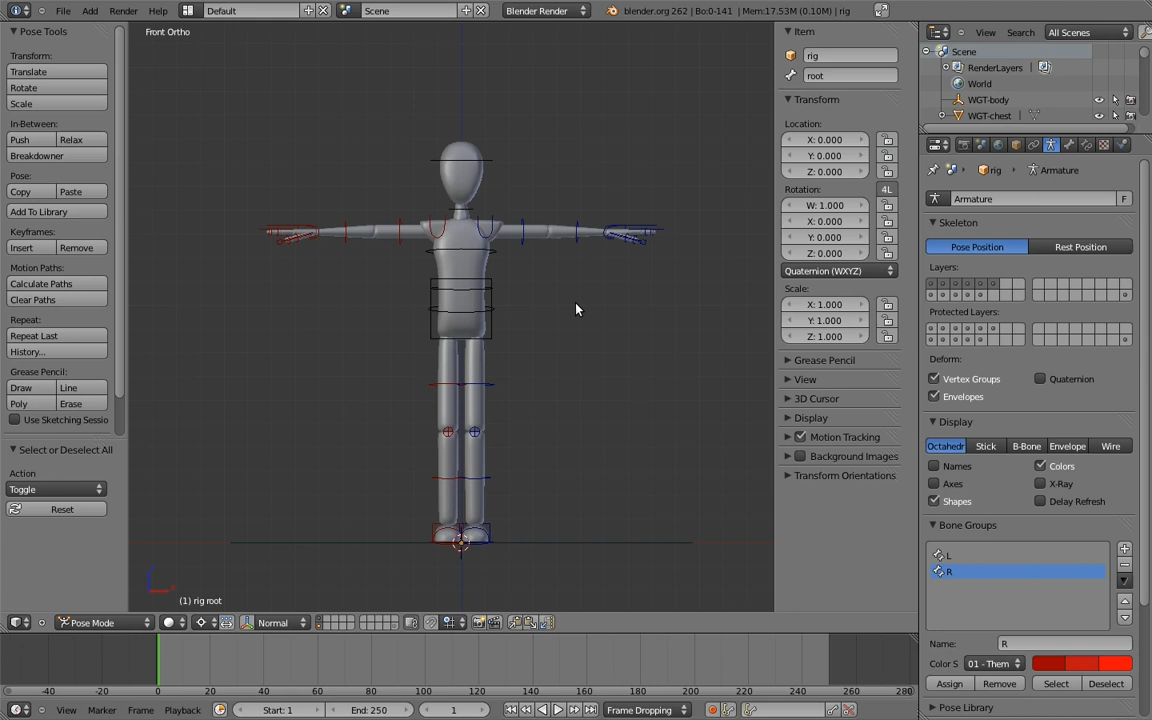 File Add Render Help Default Scene Blender Render blender.org 262 | Bo:0-141 | Mem:17.53M (0.10M) | rig
Pose Tools
Transform:
Translate
Rotate
Scale
In-Between:
Push Relax
Breakdowner
Pose:
Copy Paste
Add To Library
Keyframes:
Insert Remove
Motion Paths:
Calculate Paths
Clear Paths
Repeat:
Repeat Last
History...
Grease Pencil:
Draw Line
Poly Erase
Use Sketching Sessio
Select or Deselect All
Action
Toggle
Reset
Front Ortho
(1) rig root
Item
rig
root
Transform
Location:
X: 0.000
Y: 0.000
Z: 0.000
Rotation: 4L
W: 1.000
X: 0.000
Y: 0.000
Z: 0.000
Quaternion (WXYZ)
Scale:
X: 1.000
Y: 1.000
Z: 1.000
Grease Pencil
View
3D Cursor
Display
Motion Tracking
Background Images
Transform Orientations
View Search All Scenes
Scene
RenderLayers
World
WGT-body
WGT-chest
rig Armature
Armature F
Skeleton
Pose Position Rest Position
Layers:
Protected Layers:
Deform:
Vertex Groups Quaternion
Envelopes
Display
Octahedr Stick B-Bone Envelope Wire
Names Colors
Axes X-Ray
Shapes Delay Refresh
Bone Groups
L
R
Name: R
Color S 01 - Them
Assign Remove Select Deselect
Pose Library
Pose Mode Normal
-40 -20 0 20 40 60 80 100 120 140 160 180 200 220 240 260 280
View Marker Frame Playback Start: 1 End: 250 1 Frame Dropping